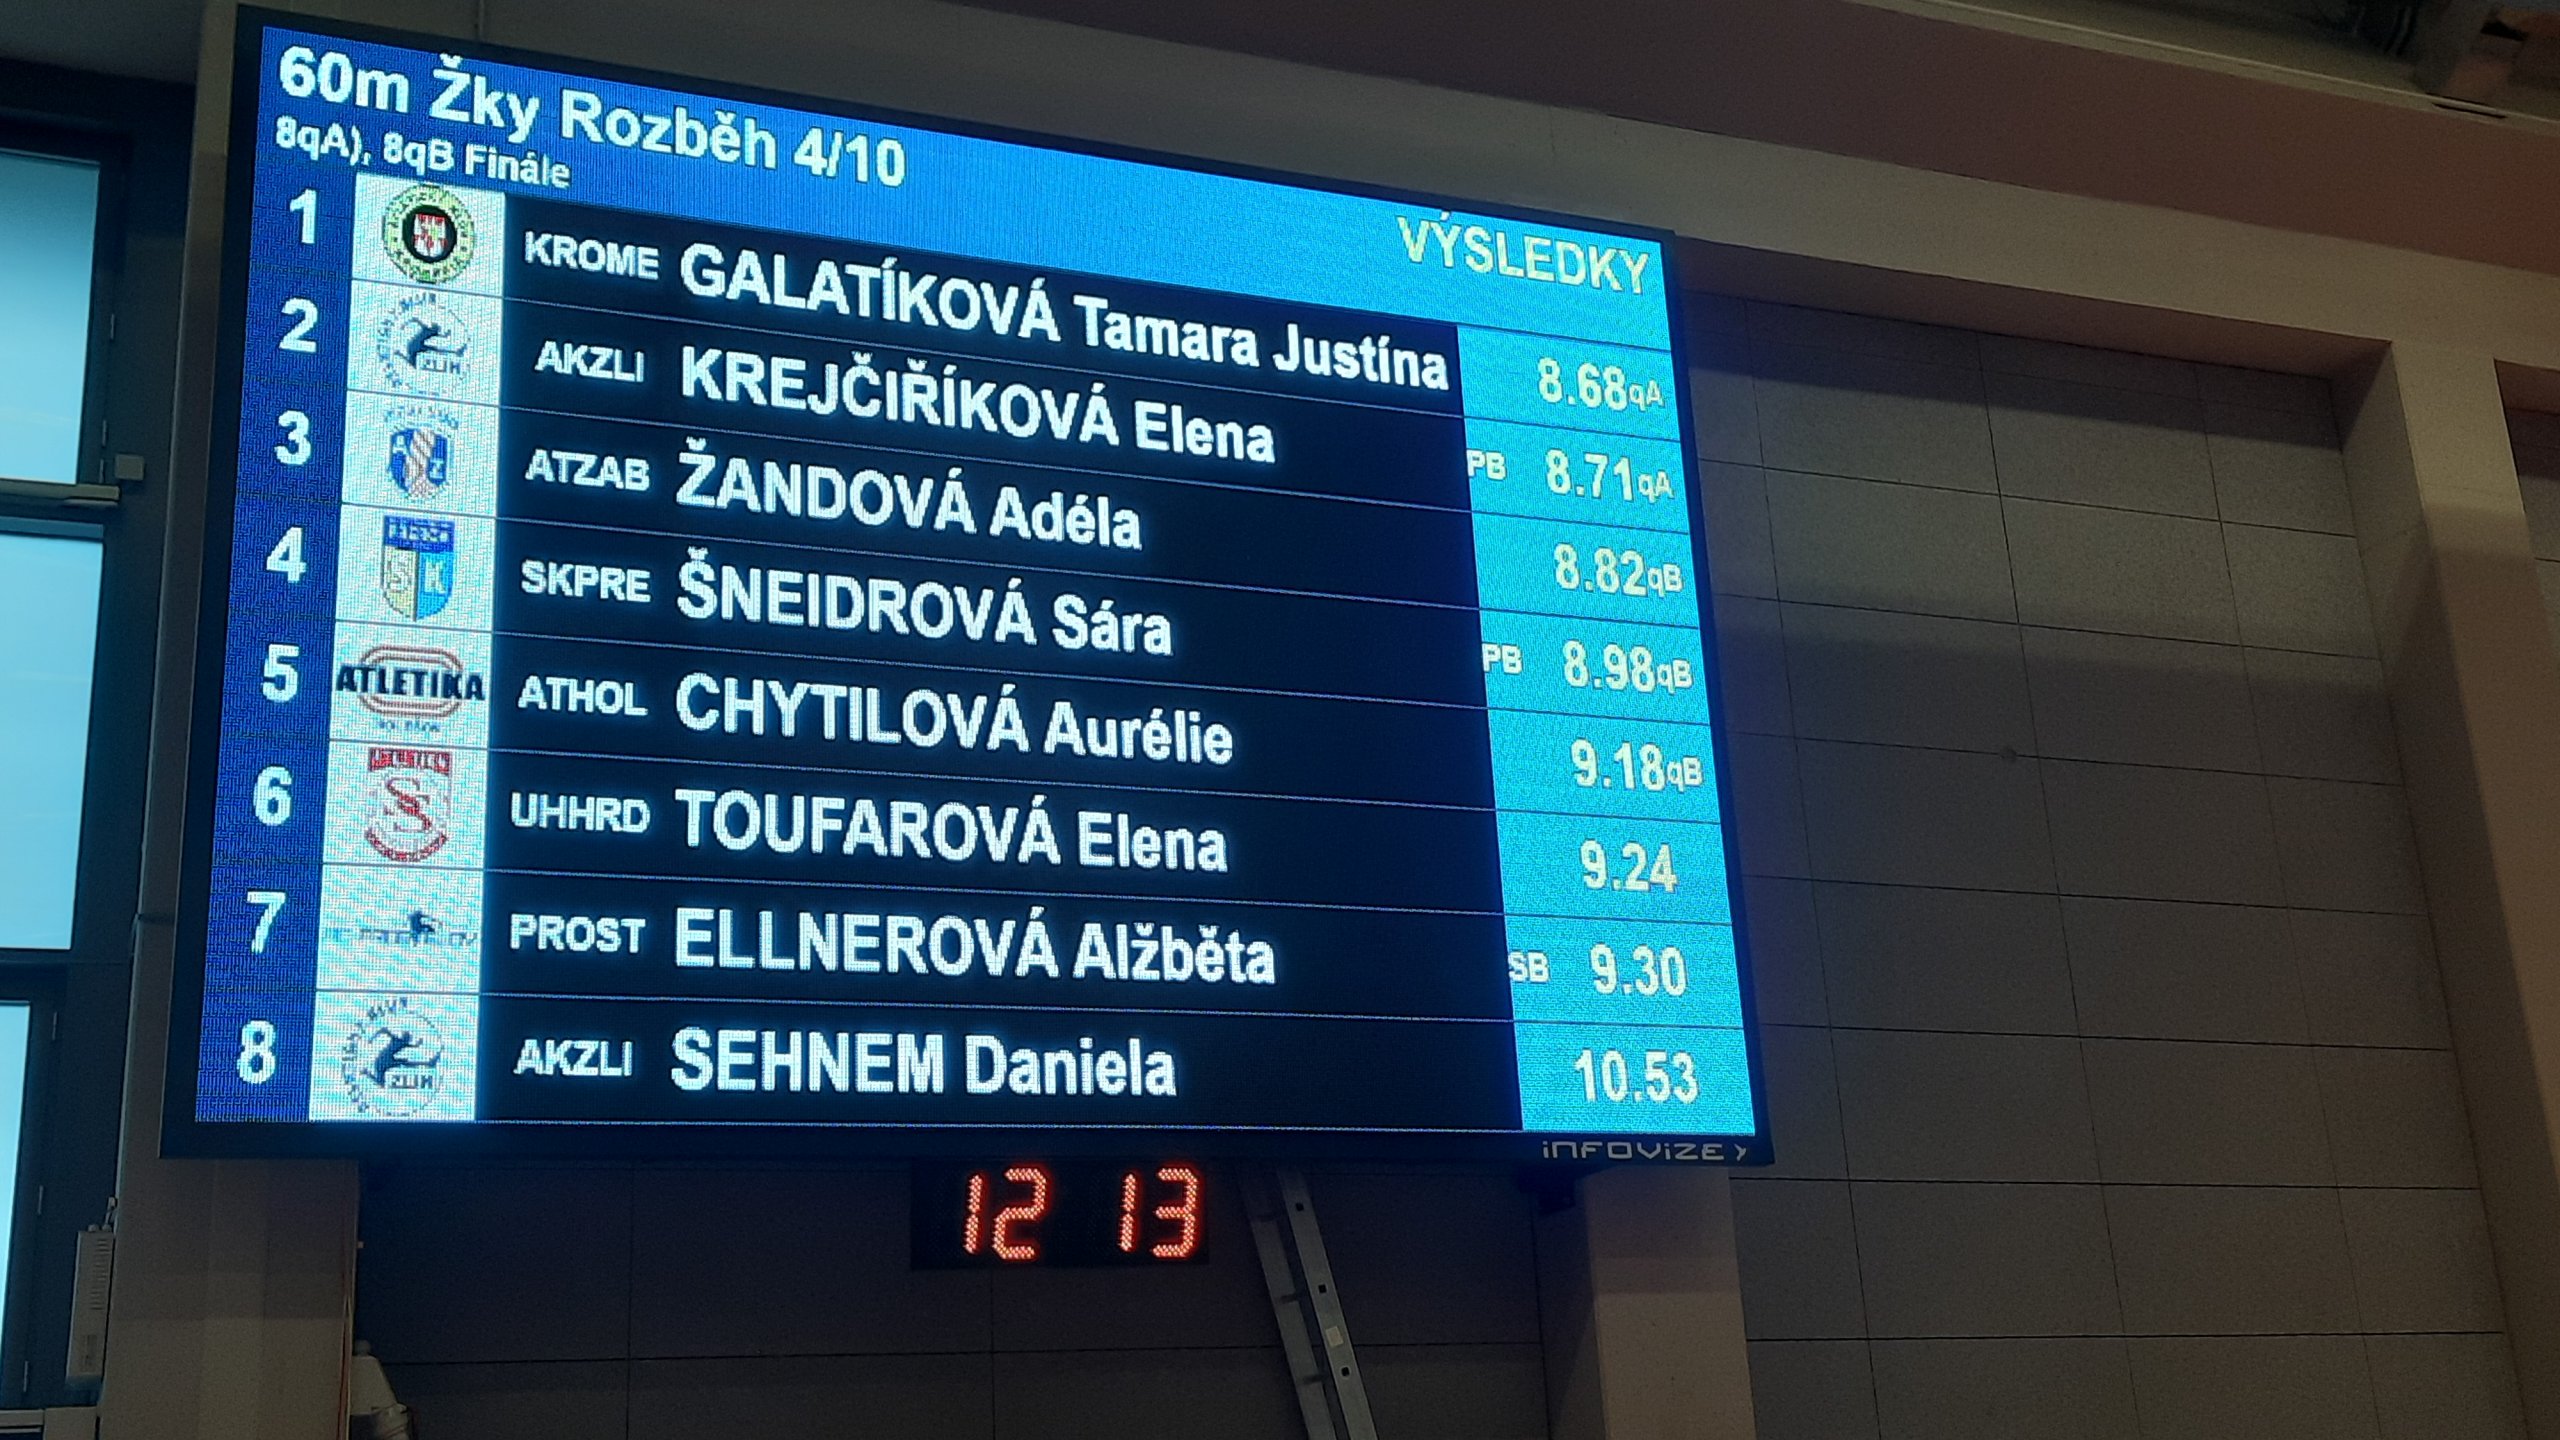 60m Žky Rozběh 4/10
8qA), 8qB Finále
VÝSLEDKY
1 KROME GALATÍKOVÁ Tamara Justína 8.68qA
2 AKZLI KREJČIŘÍKOVÁ Elena PB 8.71qA
3 ATZAB ŽANDOVÁ Adéla 8.82qB
4 SKPRE ŠNEIDROVÁ Sára PB 8.98qB
5 ATLETIKA ATHOL CHYTILOVÁ Aurélie 9.18qB
6 UHHRD TOUFAROVÁ Elena 9.24
7 PROST ELLNEROVÁ Alžběta SB 9.30
8 AKZLI SEHNEM Daniela 10.53
INFOVIZE
12 13